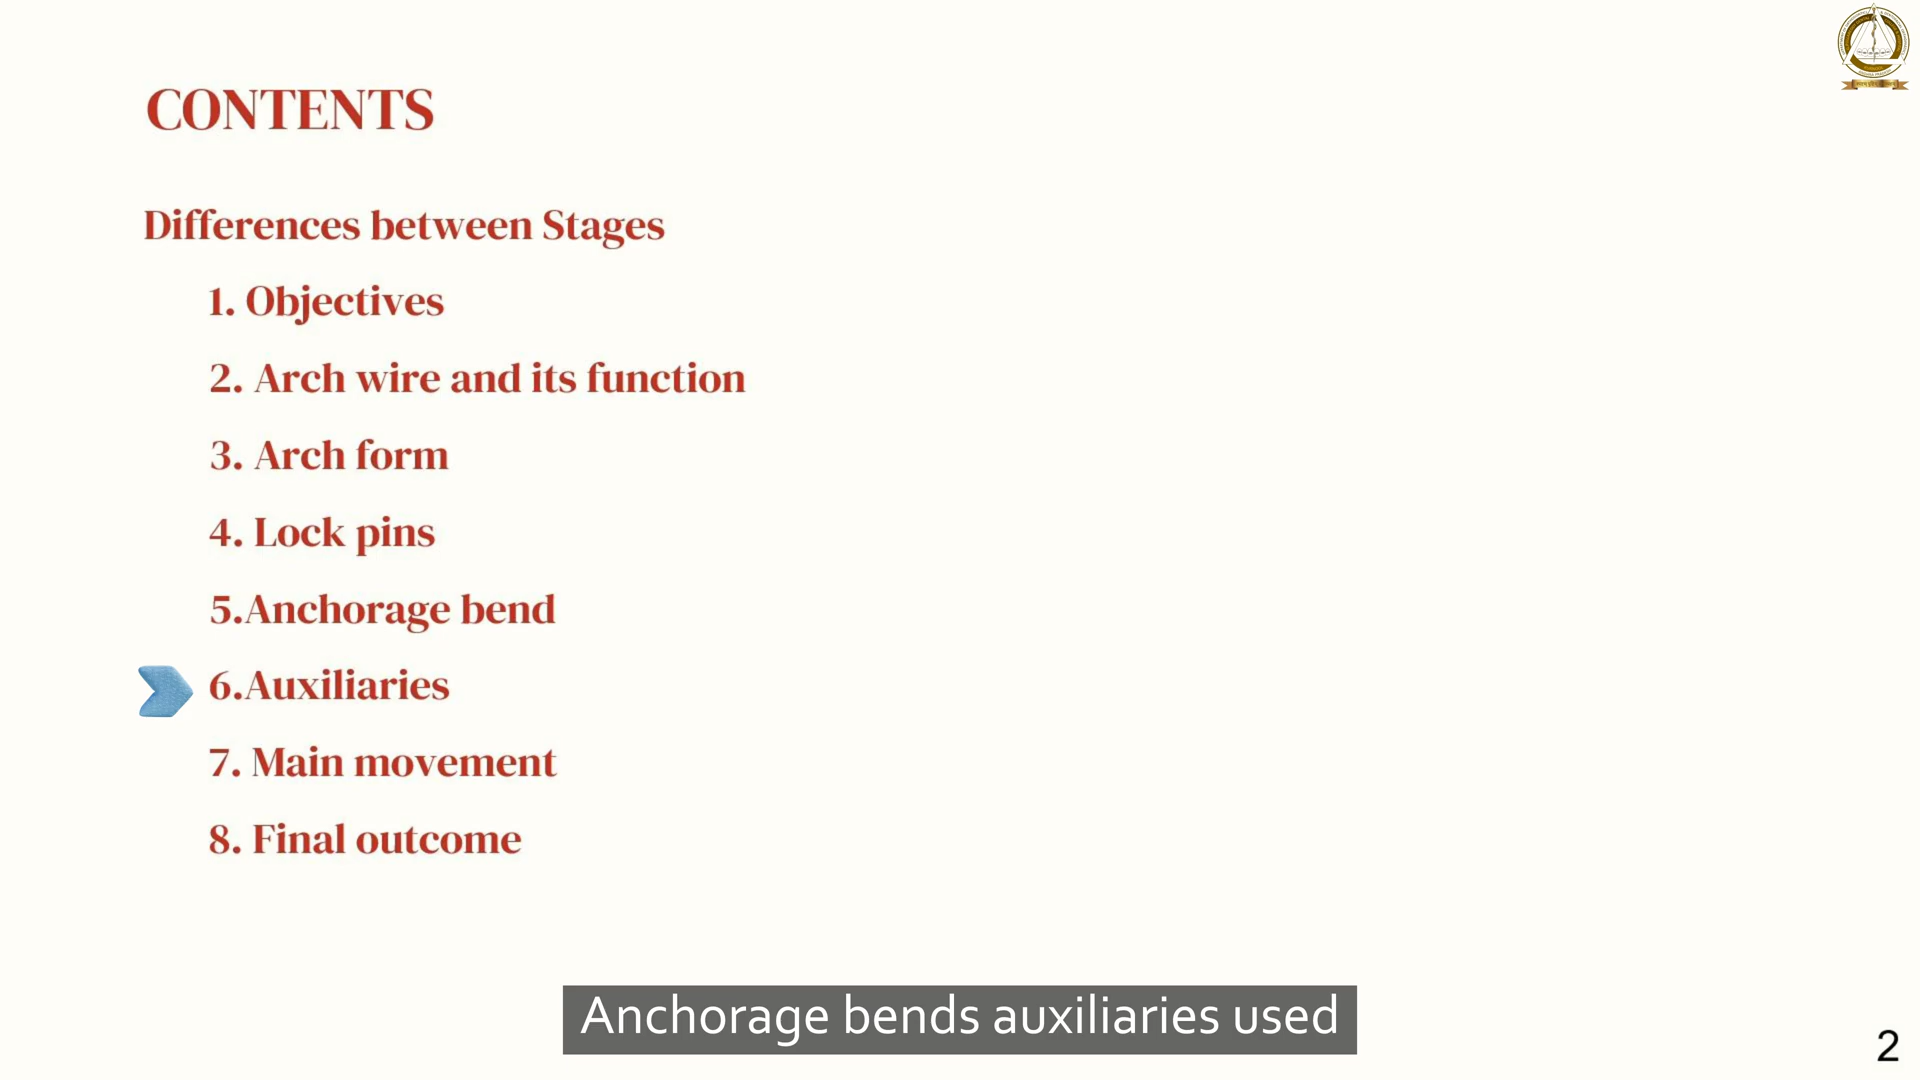 CONTENTS
Differences between Stages
1. Objectives
2. Arch wire and its function
3. Arch form
4. Lock pins
5.Anchorage bend
6.Auxiliaries
7. Main movement
8. Final outcome
Anchorage bends auxiliaries used
2